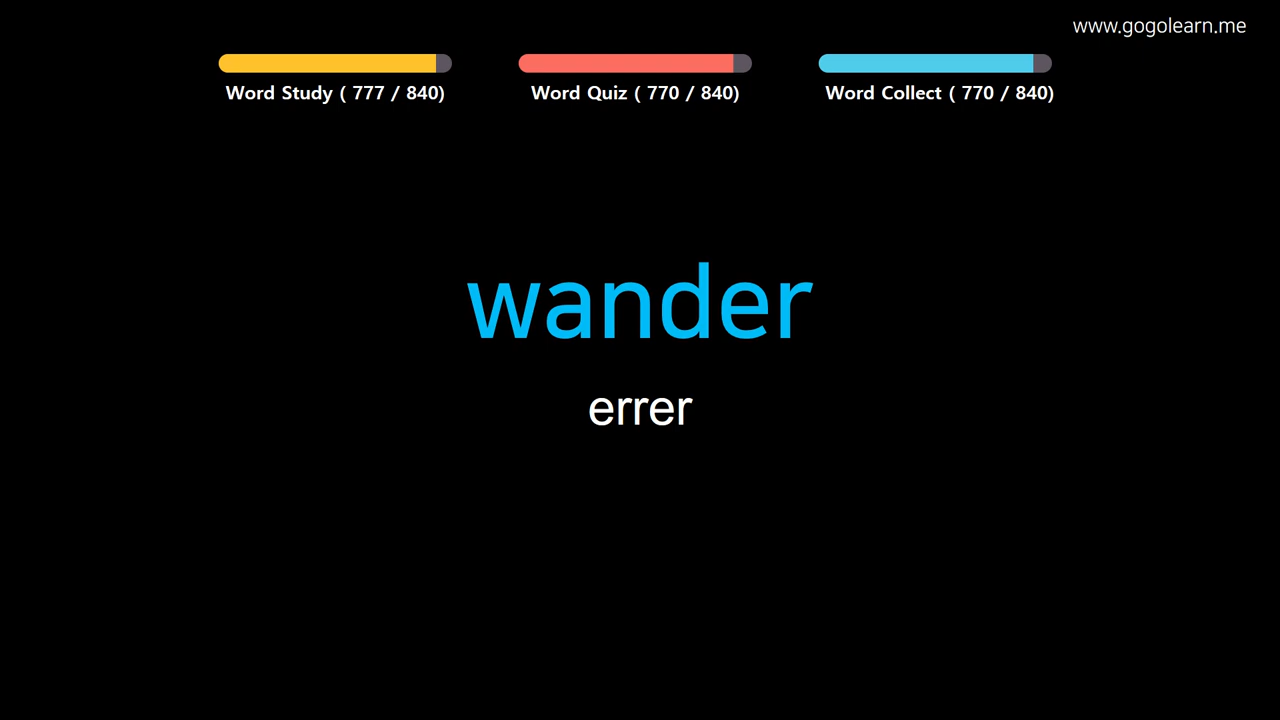 www.gogolearn.me
Word Study ( 777 / 840)
Word Quiz ( 770 / 840)
Word Collect ( 770 / 840)
wander
errer